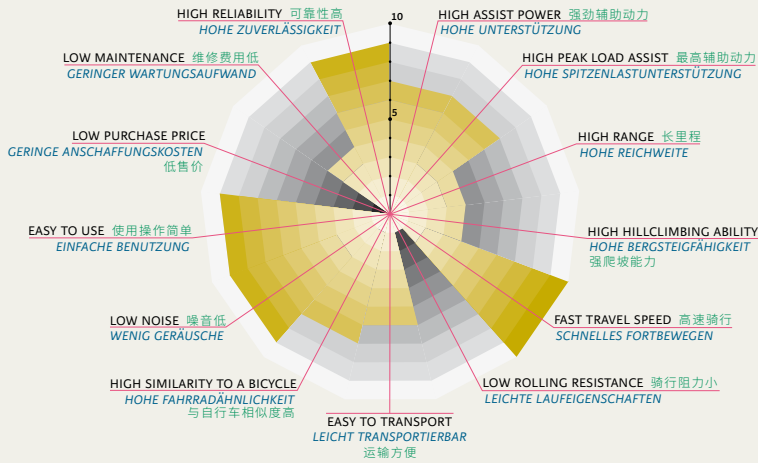 10
5
HIGH RELIABILITY 可靠性高
HOHE ZUVERLÄSSIGKEIT
HIGH ASSIST POWER 强劲辅助动力
HOHE UNTERSTÜTZUNG
LOW MAINTENANCE 维修费用低
GERINGER WARTUNGSAUFWAND
HIGH PEAK LOAD ASSIST 最高辅助动力
HOHE SPITZENLASTUNTERSTÜTZUNG
LOW PURCHASE PRICE
GERINGE ANSCHAFFUNGSKOSTEN
低售价
HIGH RANGE 长里程
HOHE REICHWEITE
EASY TO USE 使用操作简单
EINFACHE BENUTZUNG
HIGH HILLCLIMBING ABILITY
HOHE BERGSTEIGFÄHIGKEIT
强爬坡能力
LOW NOISE 噪音低
WENIG GERÄUSCHE
FAST TRAVEL SPEED 高速骑行
SCHNELLES FORTBEWEGEN
HIGH SIMILARITY TO A BICYCLE
HOHE FAHRRADÄHNLICHKEIT
与自行车相似度高
LOW ROLLING RESISTANCE 骑行阻力小
LEICHTE LAUFEIGENSCHAFTEN
EASY TO TRANSPORT
LEICHT TRANSPORTIERBAR
运输方便